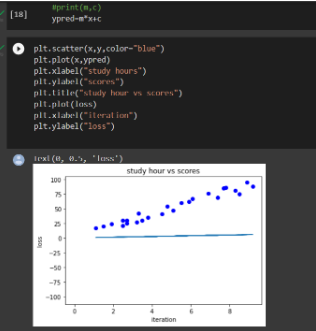 [18]
#print(m,c)
ypred=m*x+c
plt.scatter(x,y,color="blue")
plt.plot(x,ypred)
plt.xlabel("study hours")
plt.ylabel("scores")
plt.title("study hour vs scores")
plt.plot(loss)
plt.xlabel("iteration")
plt.ylabel("loss")
Text(0, 0.5, 'loss')
study hour vs scores
100
75
50
25
0
−25
−50
−75
−100
loss
0 2 4 6 8
iteration